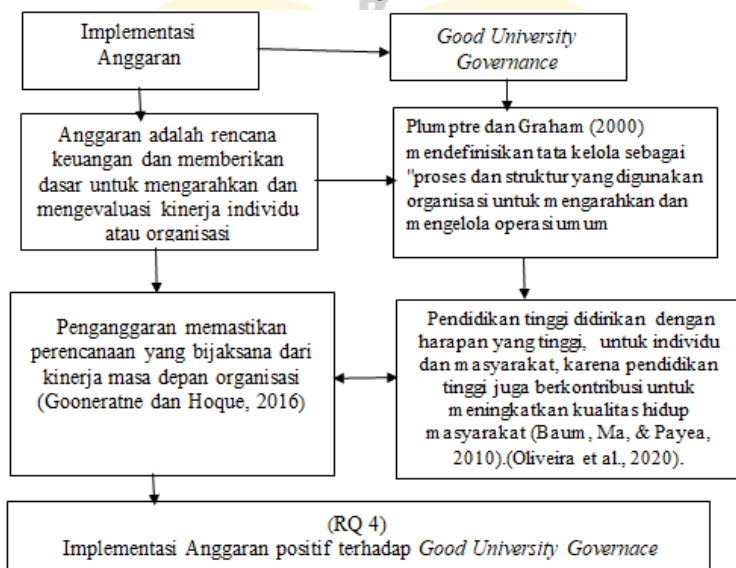 Implementasi
Anggaran
Good University
Governance
Anggaran adalah rencana
keuangan dan memberikan
dasar untuk mengarahkan dan
mengevaluasi kinerja individu
atau organisasi
Plumptre dan Graham (2000)
mendefinisikan tata kelola sebagai
"proses dan struktur yang digunakan
organisasi untuk mengarahkan dan
mengelola operasi umum
Penganggaran memastikan
perencanaan yang bijaksana dari
kinerja masa depan organisasi
(Gooneratne dan Hoque, 2016)
Pendidikan tinggi didirikan dengan
harapan yang tinggi, untuk individu
dan masyarakat, karena pendidikan
tinggi juga berkontribusi untuk
meningkatkan kualitas hidup
masyarakat (Baum, Ma, & Payea,
2010).(Oliveira et al., 2020).
(RQ 4)
Implementasi Anggaran positif terhadap Good University Governace